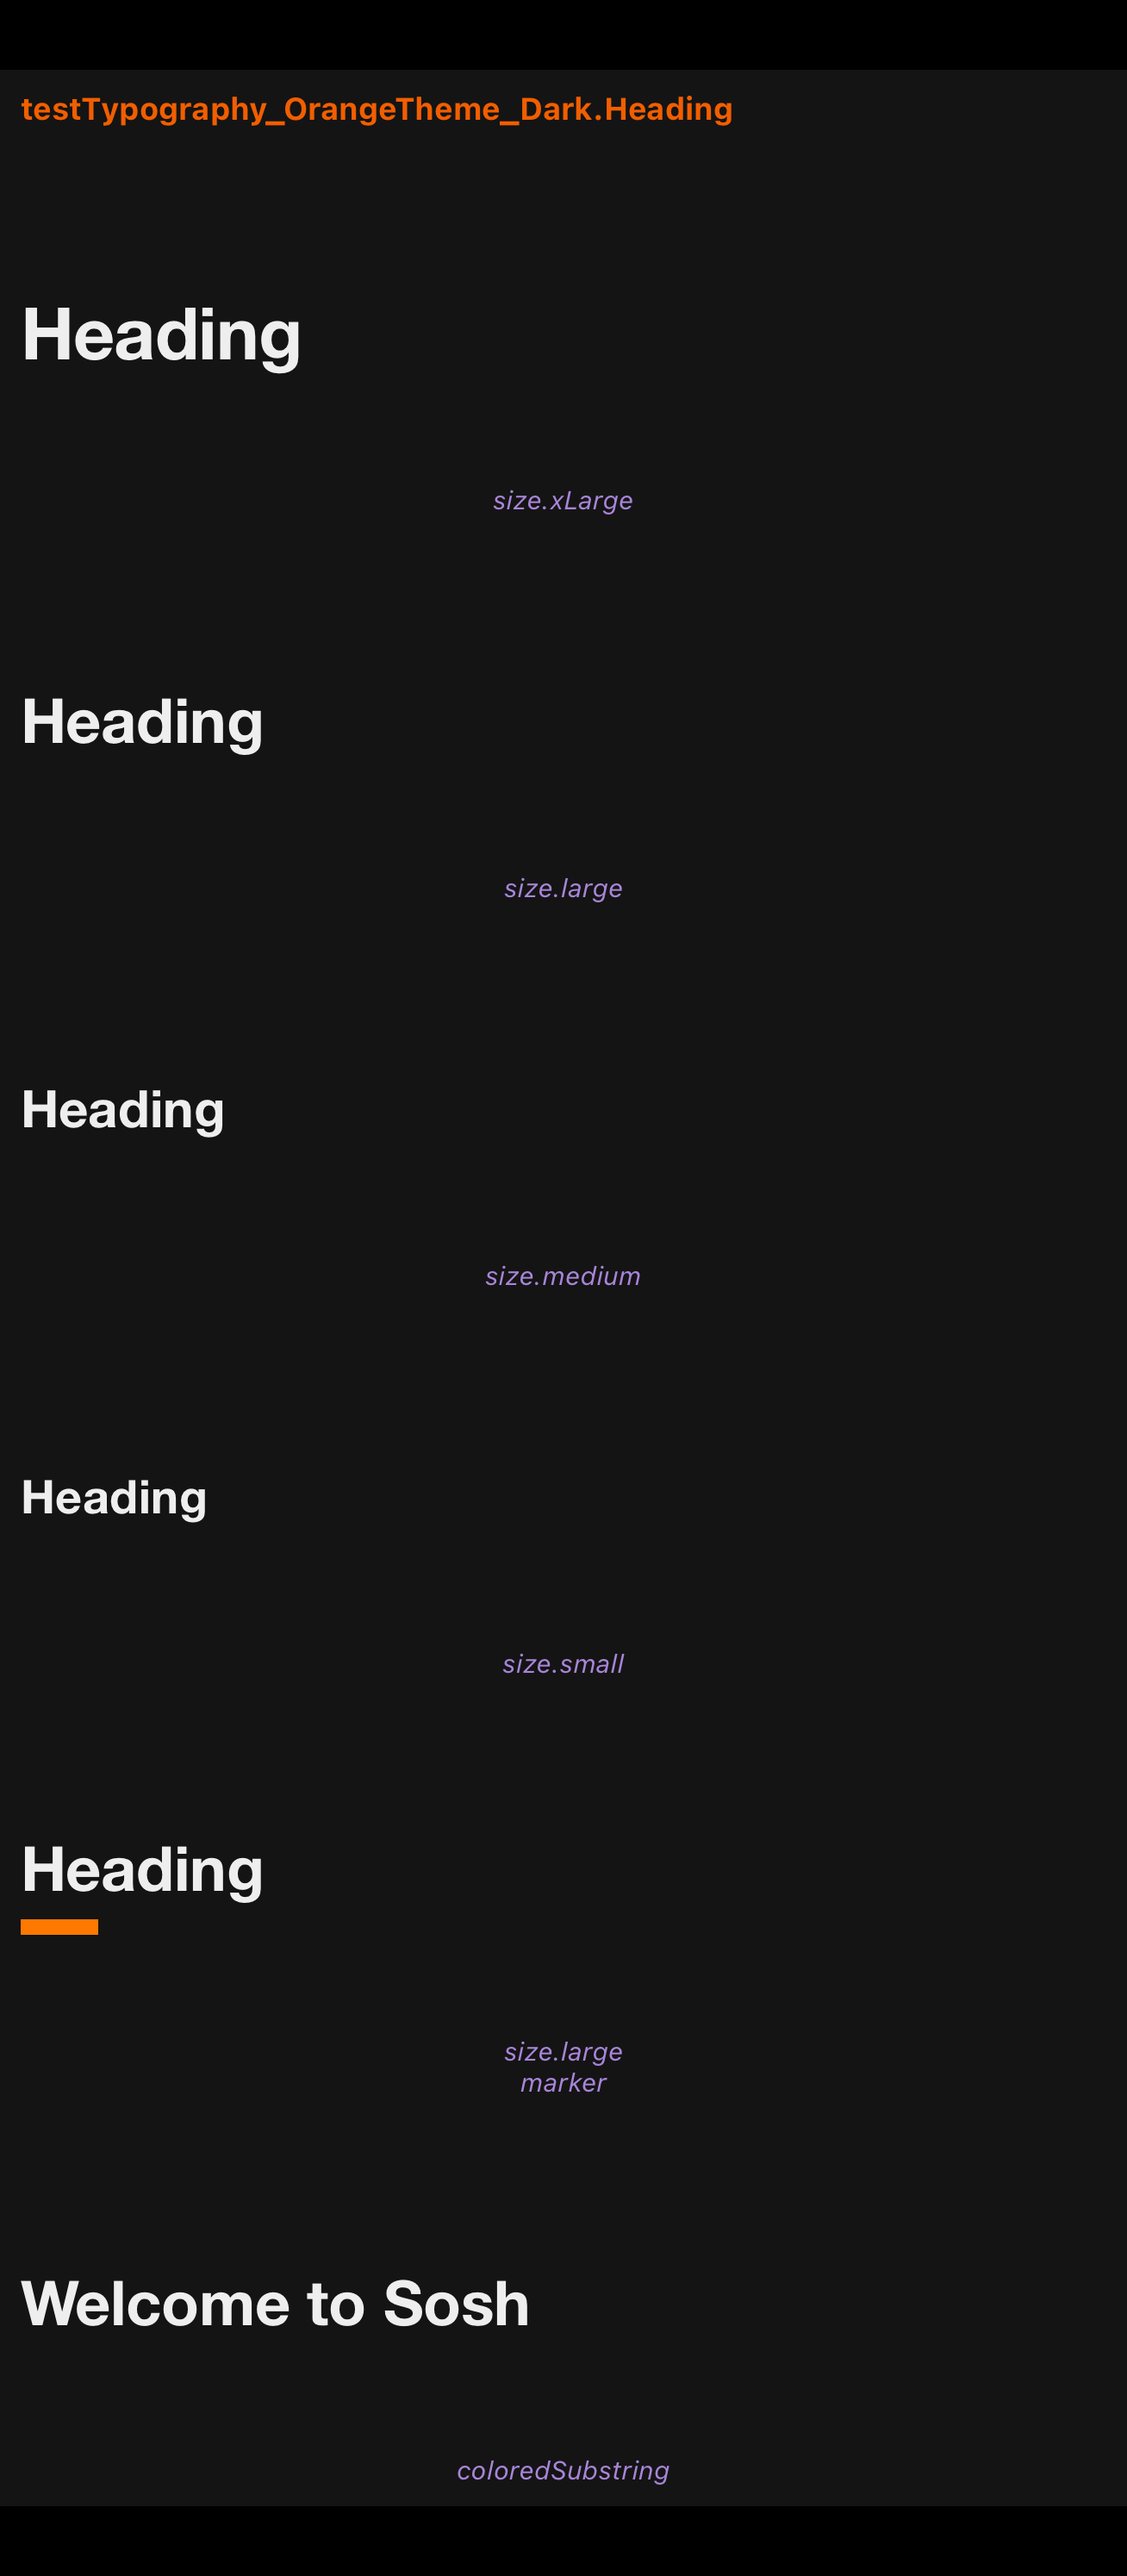 testTypography_OrangeTheme_Dark.Heading
Heading
size.xLarge
Heading
size.large
Heading
size.medium
Heading
size.small
Heading
size.large
marker
Welcome to Sosh
coloredSubstring